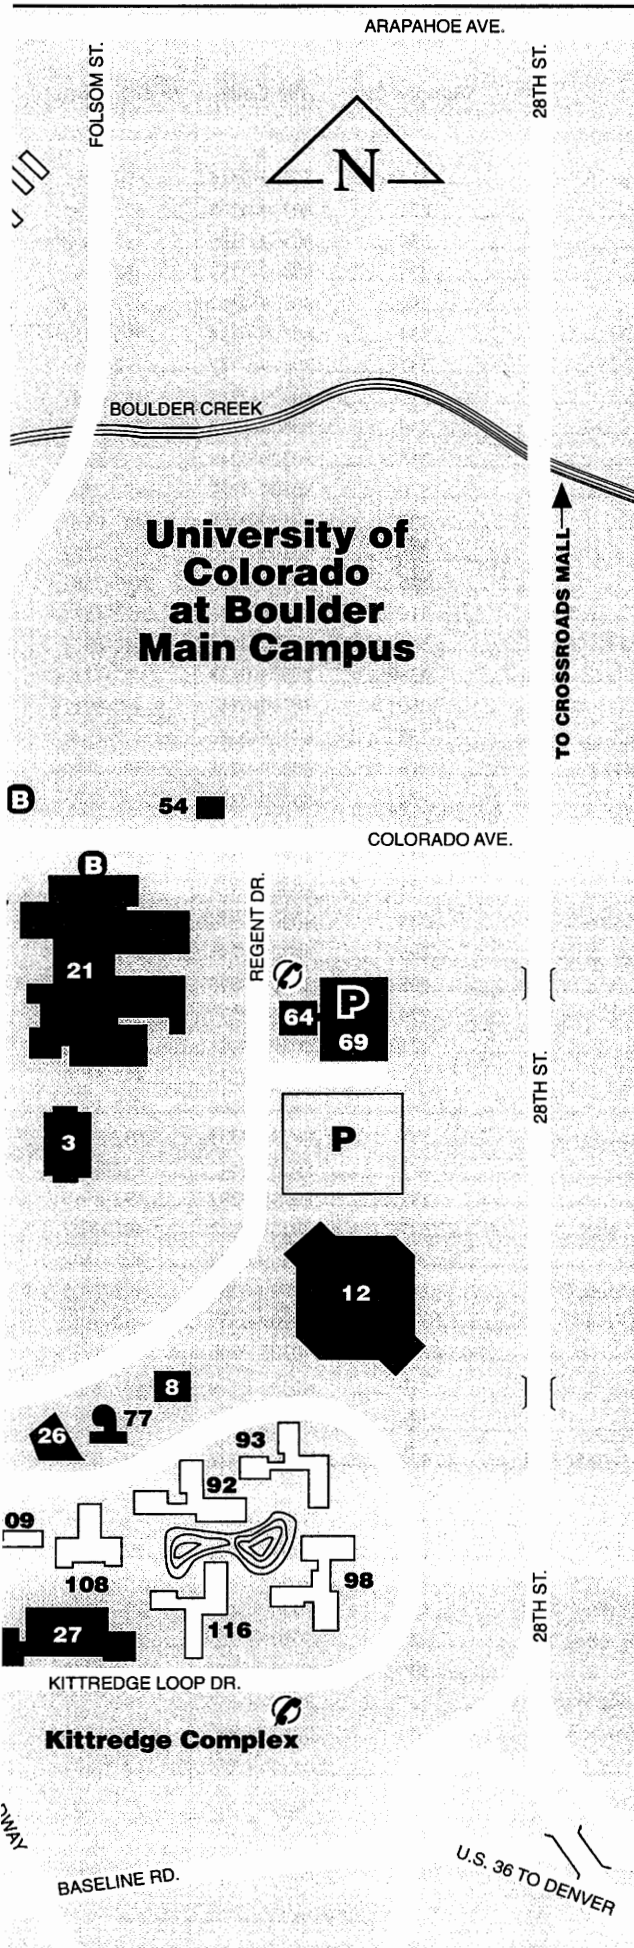 ARAPAHOE AVE.
FOLSOM ST.
28TH ST.
N
BOULDER CREEK
University of
Colorado
at Boulder
Main Campus
TO CROSSROADS MALL
B
54
COLORADO AVE.
B
REGENT DR.
21
P
64
69
28TH ST.
3
P
12
8
77
26
93
92
09
108
98
116
27
28TH ST.
KITTREDGE LOOP DR.
Kittredge Complex
BASELINE RD.
U.S. 36 TO DENVER